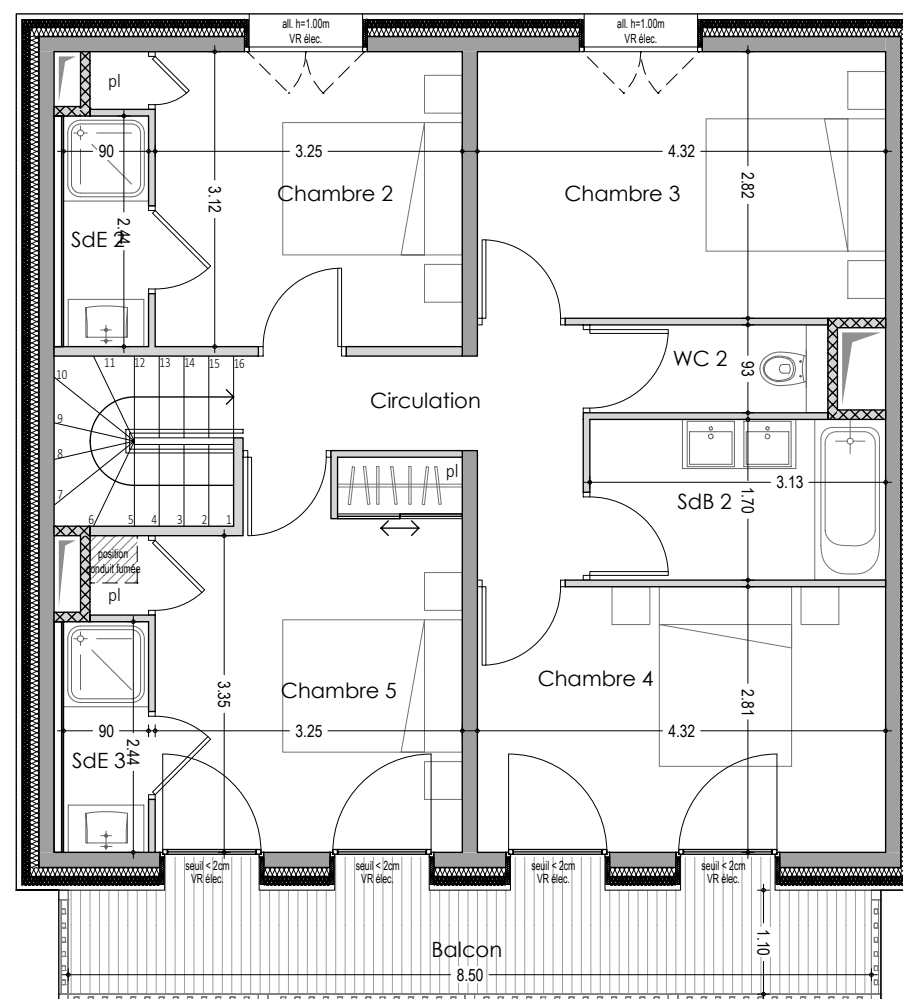 all. h=1.00m
VR élec.
all. h=1.00m
VR élec.
pl
90
3.25
4.32
3.12
2.82
Chambre 2
Chambre 3
2.44
SdE 2
WC 2
93
11
12
13
14
15
16
10
9
8
7
6
5
4
3
2
1
Circulation
pl
3.13
SdB 2
1.70
position
conduit fumée
pl
Chambre 5
Chambre 4
3.35
2.81
90
3.25
4.32
2.44
SdE 3
seuil < 2cm
VR élec.
seuil < 2cm
VR élec.
seuil < 2cm
VR élec.
seuil < 2cm
VR élec.
Balcon
1.10
8.50